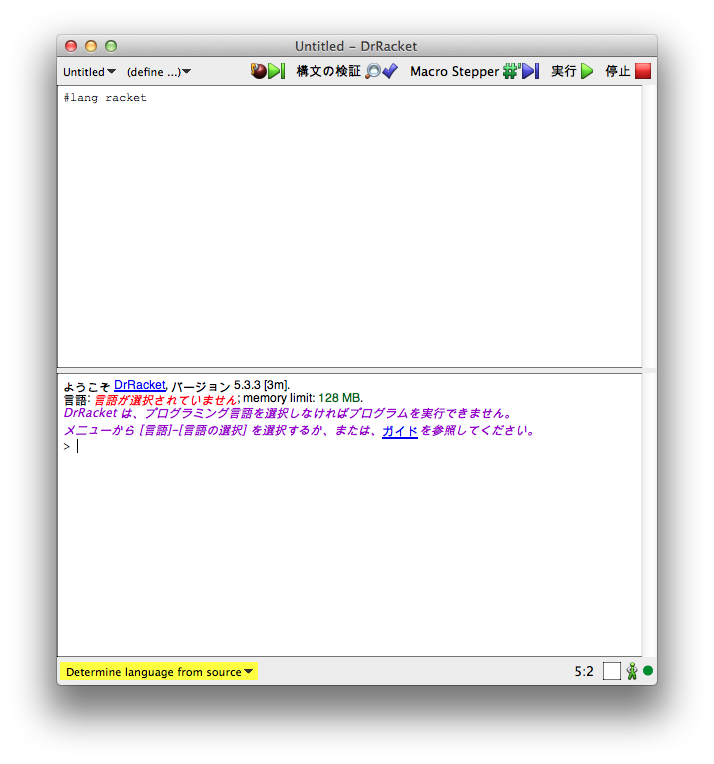 Untitled - DrRacket
Untitled (define ...) 構文の検証 Macro Stepper 実行 停止
#lang racket
ようこそ DrRacket, バージョン 5.3.3 [3m].
言語: 言語が選択されていません; memory limit: 128 MB.
DrRacket は、プログラミング言語を選択しなければプログラムを実行できません。
メニューから [言語]-[言語の選択] を選択するか、または、ガイドを参照してください。
>
Determine language from source 5:2